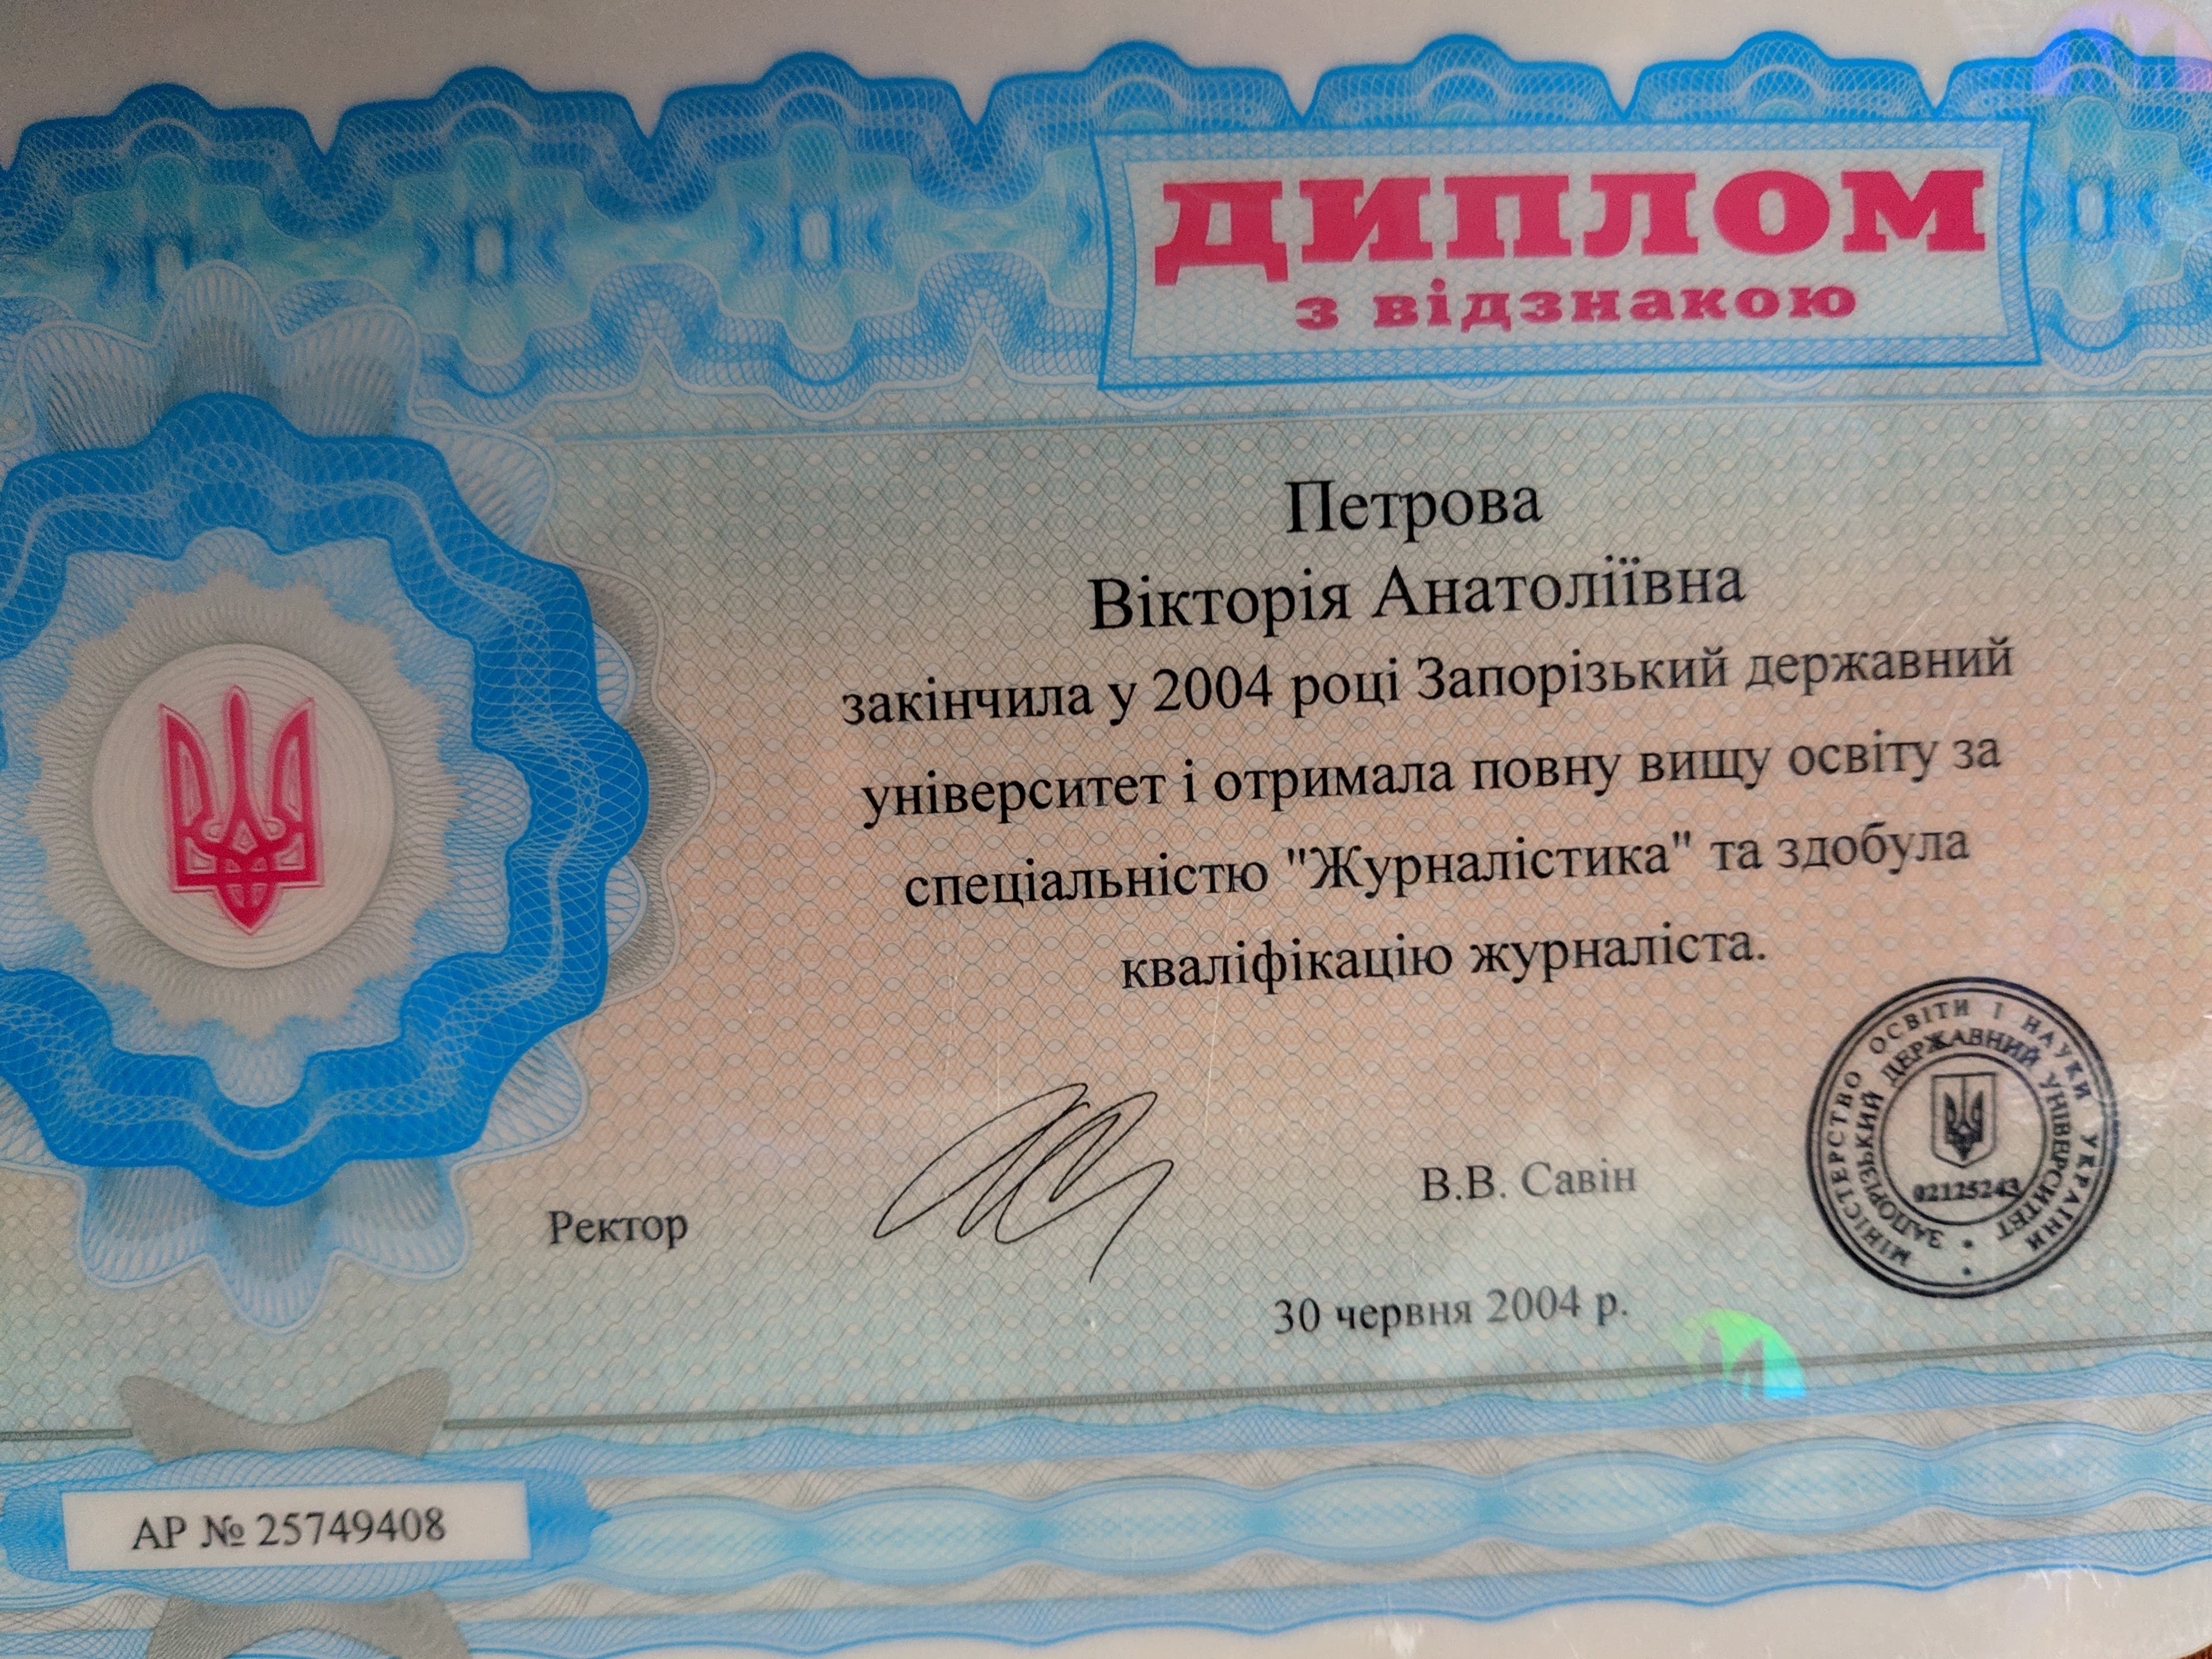 ДИПЛОМ
з відзнакою
Петрова
Вікторія Анатоліївна
закінчила у 2004 році Запорізький державний
університет і отримала повну вищу освіту за
спеціальністю "Журналістика" та здобула
кваліфікацію журналіста.
Ректор
В.В. Савін
30 червня 2004 р.
МІНІСТЕРСТВО ОСВІТИ І НАУКИ УКРАЇНИ
ЗАПОРІЗЬКИЙ ДЕРЖАВНИЙ УНІВЕРСИТЕТ
02125243
АР № 25749408